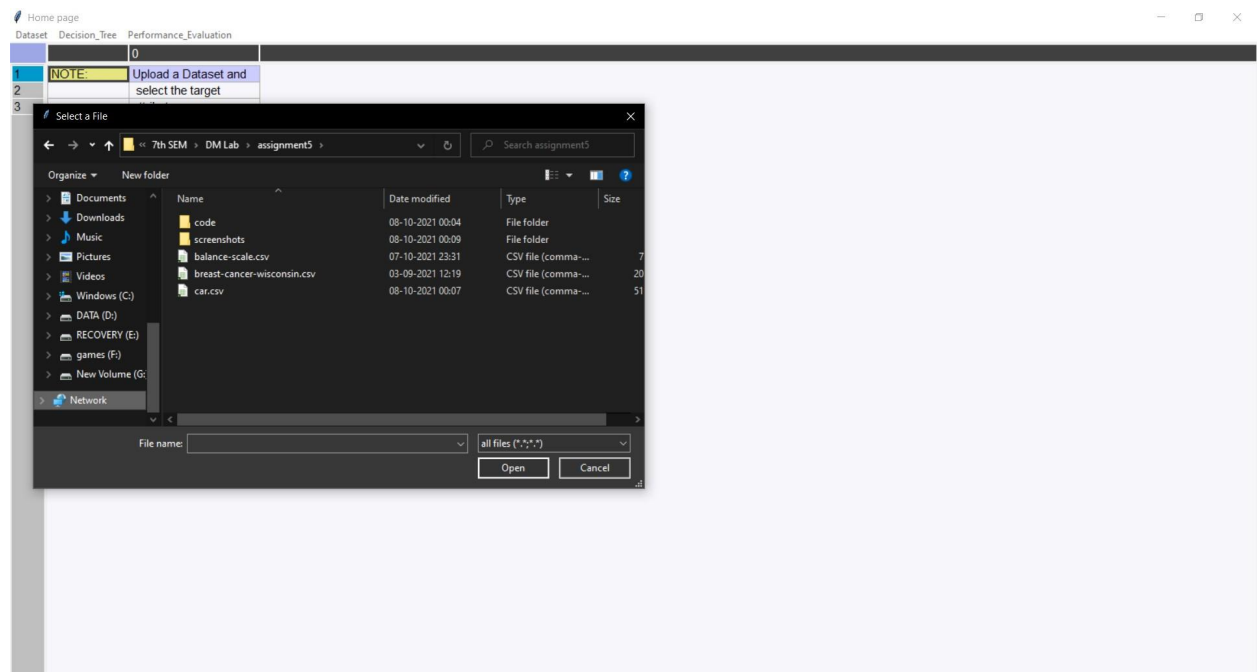 Home page
Dataset Decision_Tree Performance_Evaluation
0
1 NOTE: Upload a Dataset and
2 select the target
3
Select a File
« 7th SEM > DM Lab > assignment5 >
Search assignment5
Organize New folder
Documents
Downloads
Music
Pictures
Videos
Windows (C:)
DATA (D:)
RECOVERY (E:)
games (F:)
New Volume (G:
Network
Name Date modified Type Size
code 08-10-2021 00:04 File folder
screenshots 08-10-2021 00:09 File folder
balance-scale.csv 07-10-2021 23:31 CSV file (comma-... 7
breast-cancer-wisconsin.csv 03-09-2021 12:19 CSV file (comma-... 20
car.csv 08-10-2021 00:07 CSV file (comma-... 51
File name:
all files (*.*;*.*)
Open Cancel